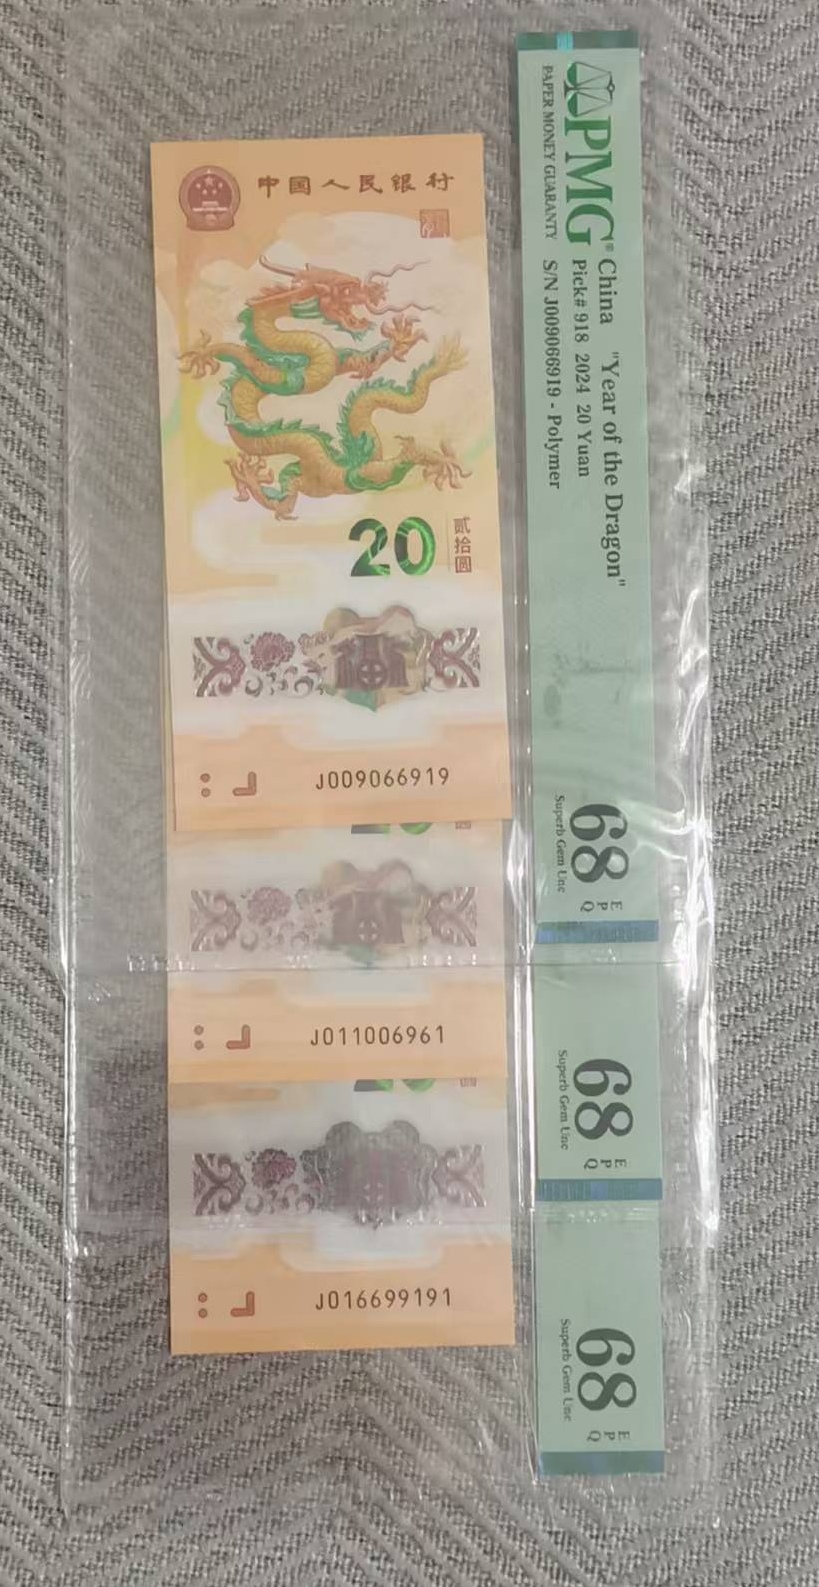 中国人民银行
20
贰拾圆
福
J009066919
J011006961
J016699191
PMG®
PAPER MONEY GUARANTY
China "Year of the Dragon"
Pick# 918 2024 20 Yuan
S/N J009066919 - Polymer
68 EPQ
Superb Gem Unc
68 EPQ
Superb Gem Unc
68 EPQ
Superb Gem Unc